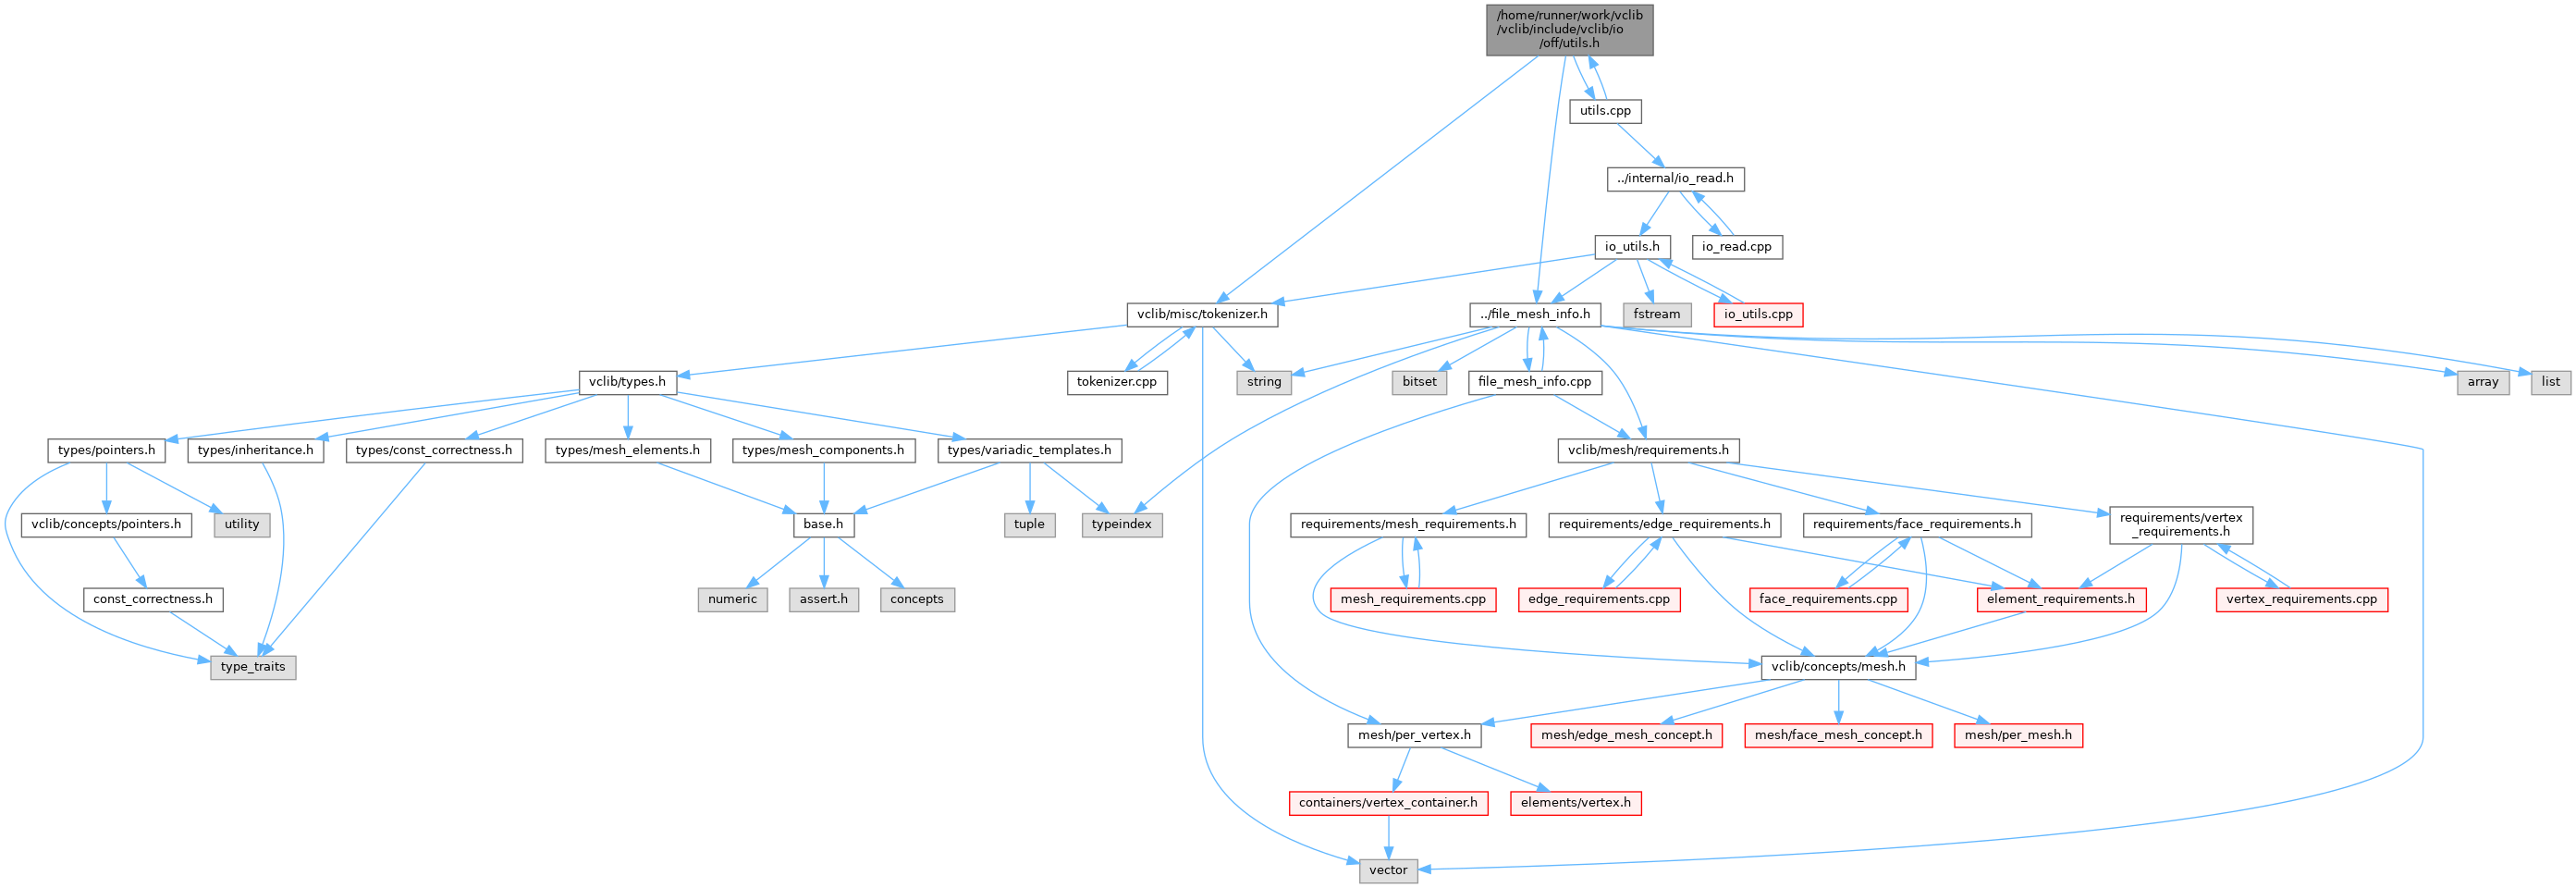 /home/runner/work/vclib
/vclib/include/vclib/io
/off/utils.h
utils.cpp
../internal/io_read.h
io_utils.h
io_read.cpp
vclib/misc/tokenizer.h
../file_mesh_info.h
fstream
io_utils.cpp
vclib/types.h
tokenizer.cpp
string
bitset
file_mesh_info.cpp
array
list
types/pointers.h
types/inheritance.h
types/const_correctness.h
types/mesh_elements.h
types/mesh_components.h
types/variadic_templates.h
vclib/mesh/requirements.h
vclib/concepts/pointers.h
utility
base.h
tuple
typeindex
requirements/mesh_requirements.h
requirements/edge_requirements.h
requirements/face_requirements.h
requirements/vertex
_requirements.h
const_correctness.h
numeric
assert.h
concepts
mesh_requirements.cpp
edge_requirements.cpp
face_requirements.cpp
element_requirements.h
vertex_requirements.cpp
type_traits
vclib/concepts/mesh.h
mesh/per_vertex.h
mesh/edge_mesh_concept.h
mesh/face_mesh_concept.h
mesh/per_mesh.h
containers/vertex_container.h
elements/vertex.h
vector